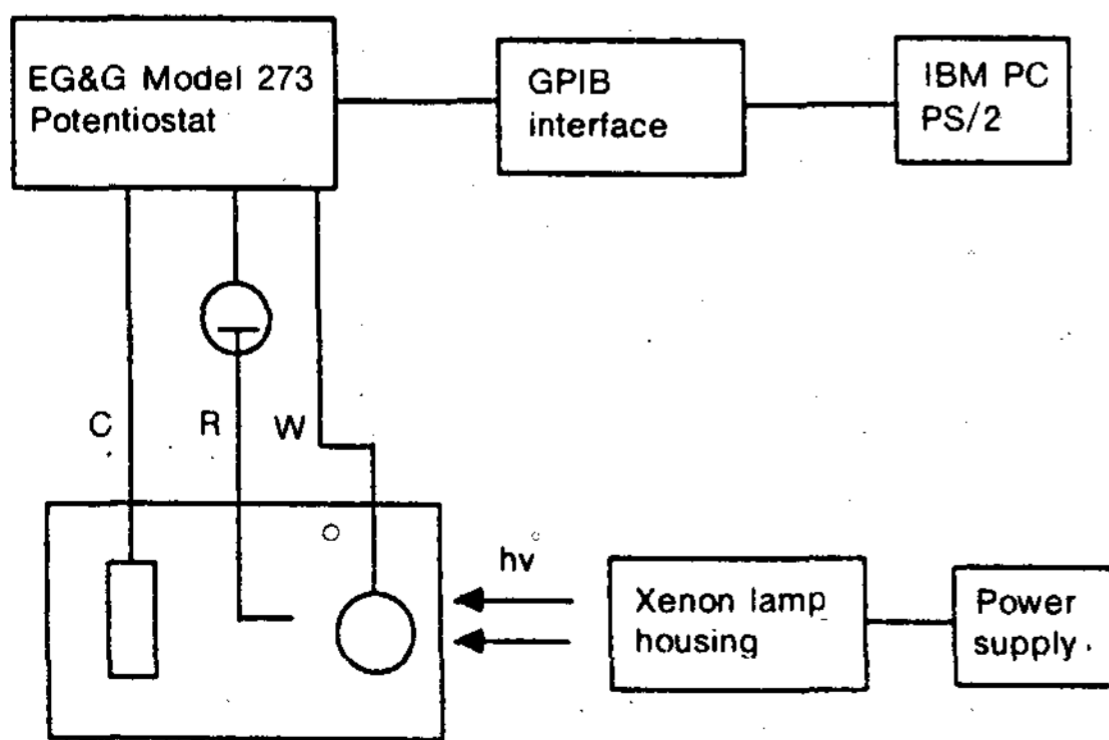 EG&G Model 273
Potentiostat
GPIB
interface
IBM PC
PS/2
C
R
W
hv
Xenon lamp
housing
Power
supply